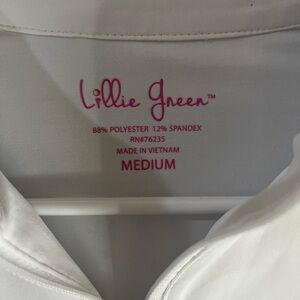 Lillie Green™
88% POLYESTER 12% SPANDEX
RN#76235
MADE IN VIETNAM
MEDIUM